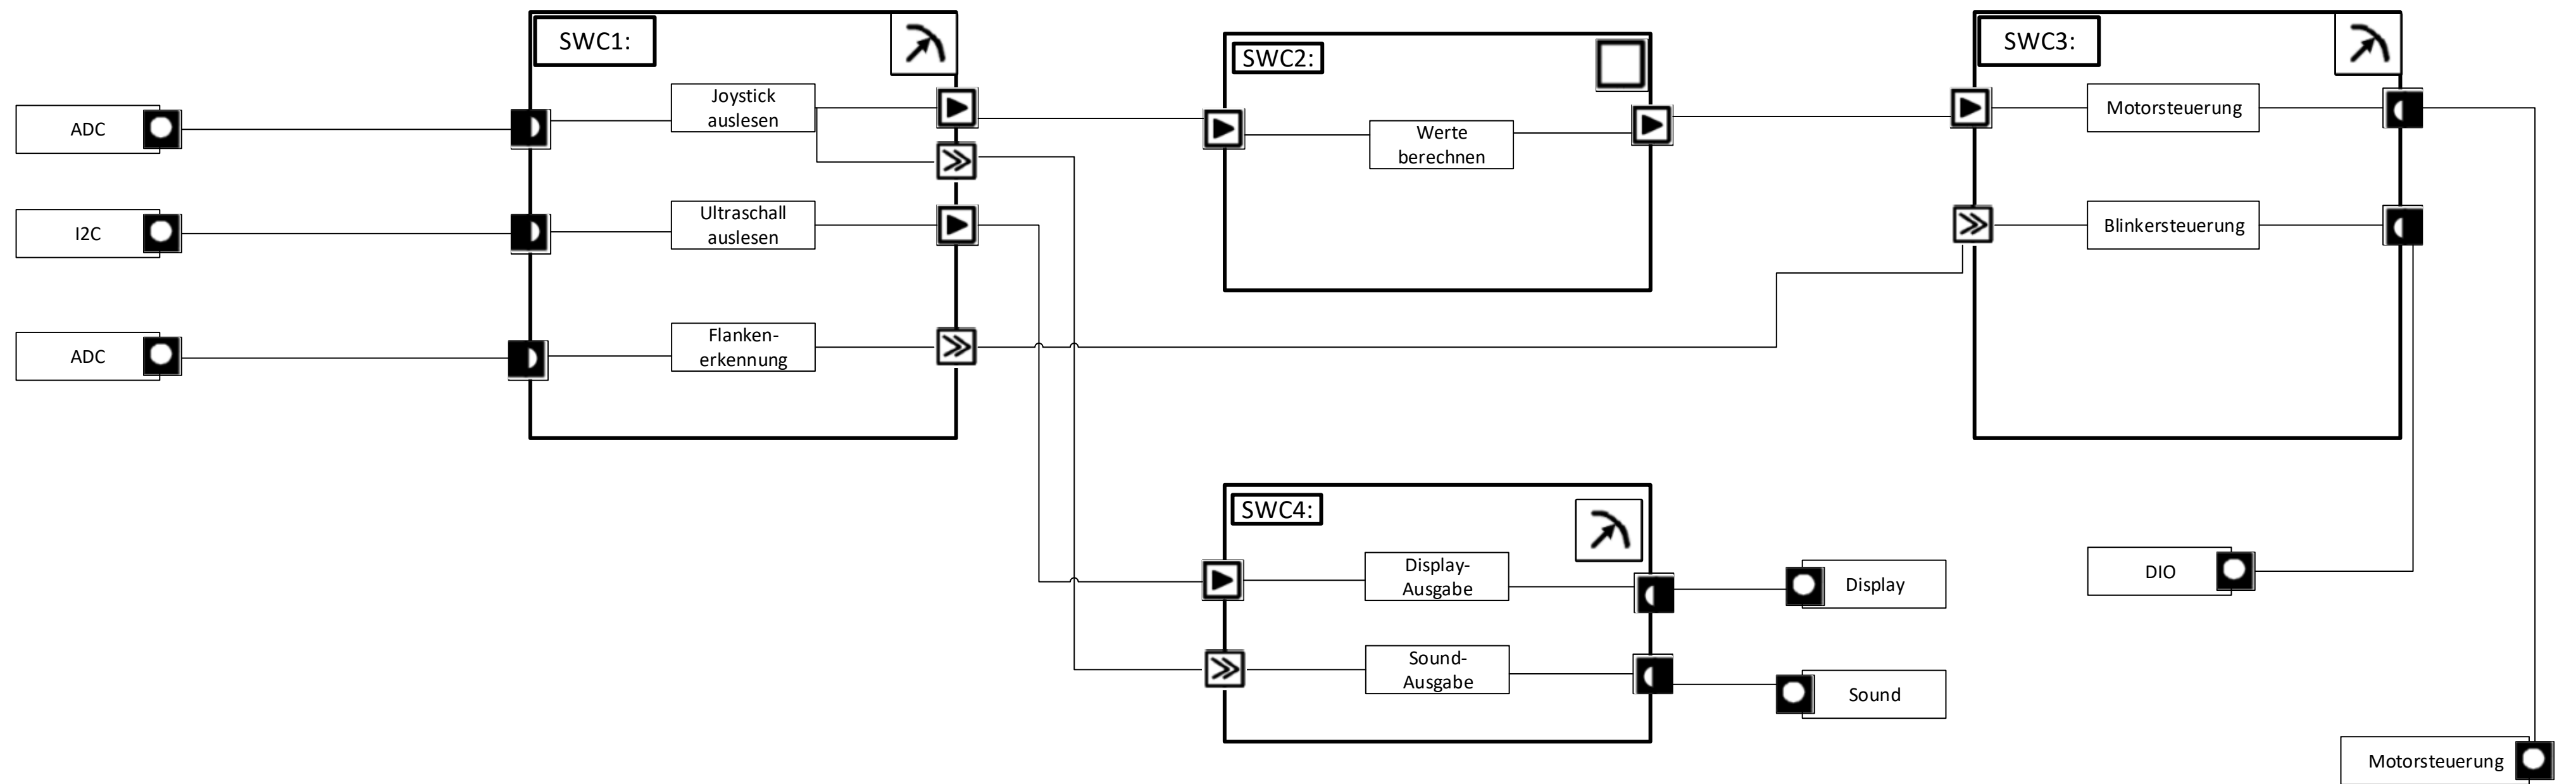 SWC1:
SWC2:
SWC3:
ADC
Joystick
auslesen
Werte
berechnen
Motorsteuerung
I2C
Ultraschall
auslesen
Blinkersteuerung
ADC
Flanken-
erkennung
SWC4:
Display-
Ausgabe
Display
DIO
Sound-
Ausgabe
Sound
Motorsteuerung